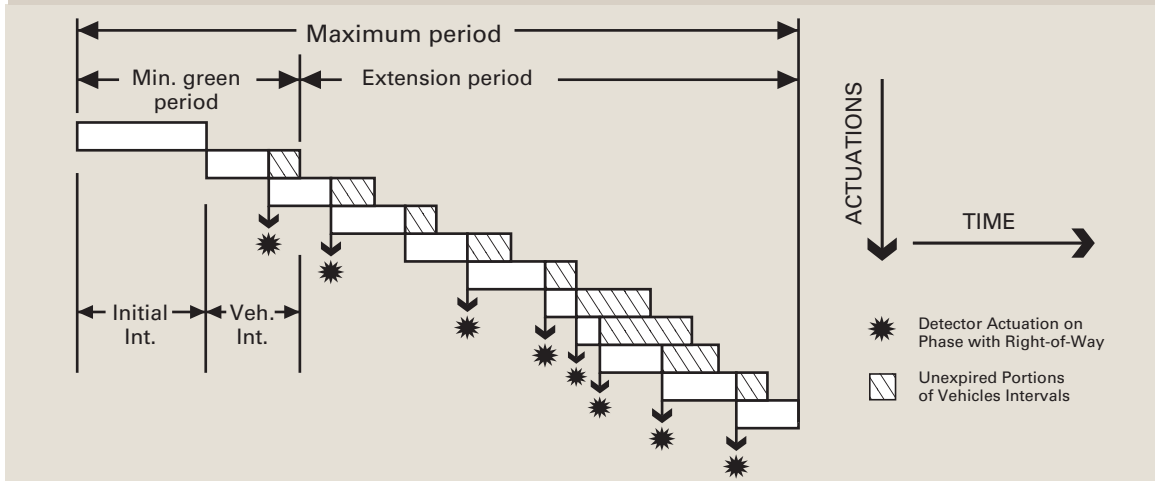 Maximum period
Min. green
period
Extension period
ACTUATIONS
TIME
Initial
Int.
Veh.
Int.
Detector Actuation on
Phase with Right-of-Way
Unexpired Portions
of Vehicles Intervals